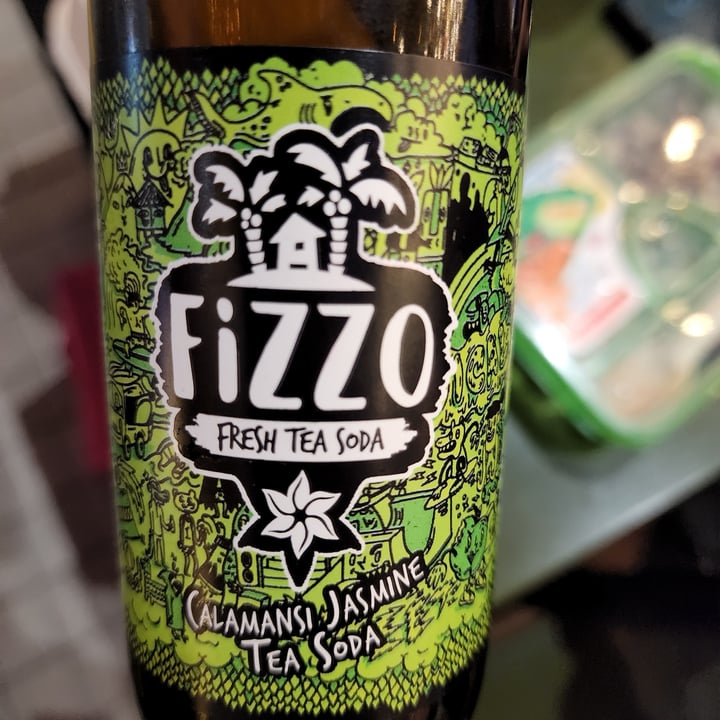 FiZZO
FRESH TEA SODA
CALAMANSI JASMINE
TEA SODA